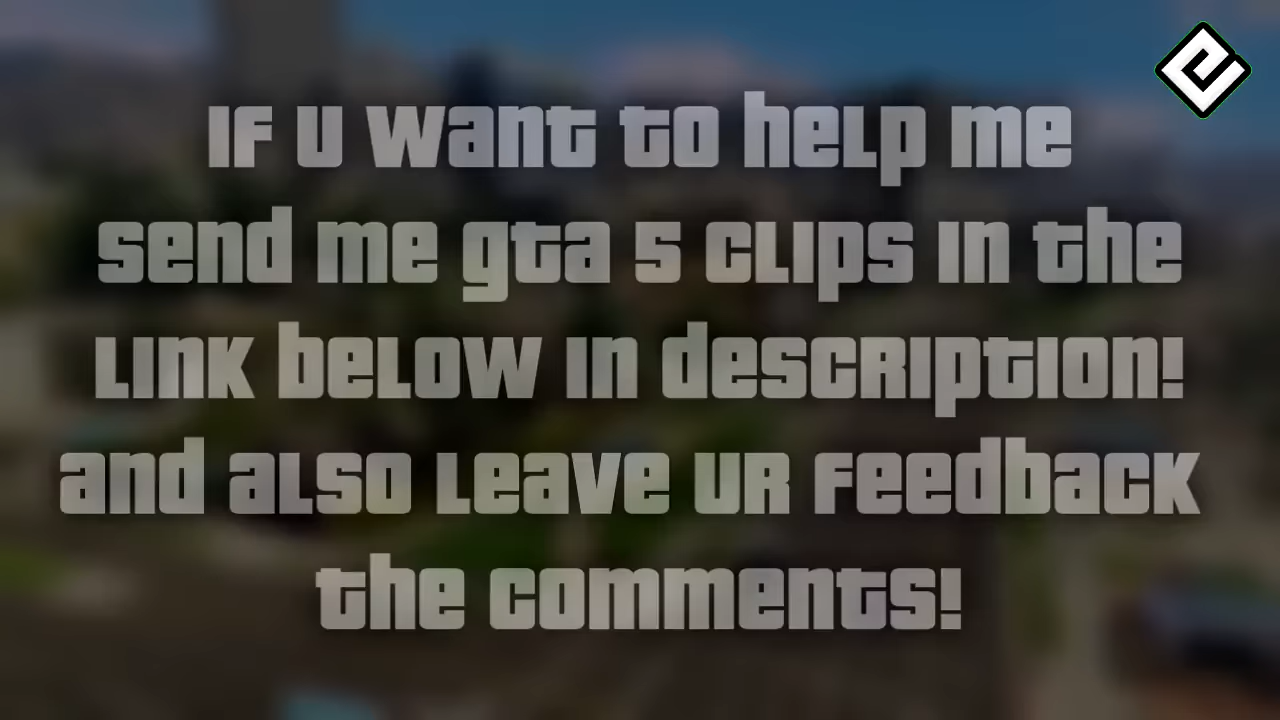 If u want to help me
send me gta 5 clips in the
link below in description!
and also leave ur feedback
the comments!